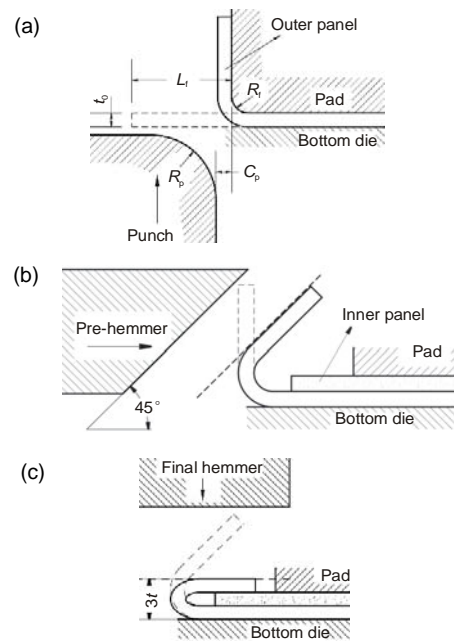 (a)
Outer panel
L_f
t_o
R_f
Pad
Bottom die
R_p
C_p
Punch
(b)
Pre-hemmer
Inner panel
Pad
45°
Bottom die
(c)
Final hemmer
Pad
3t
Bottom die